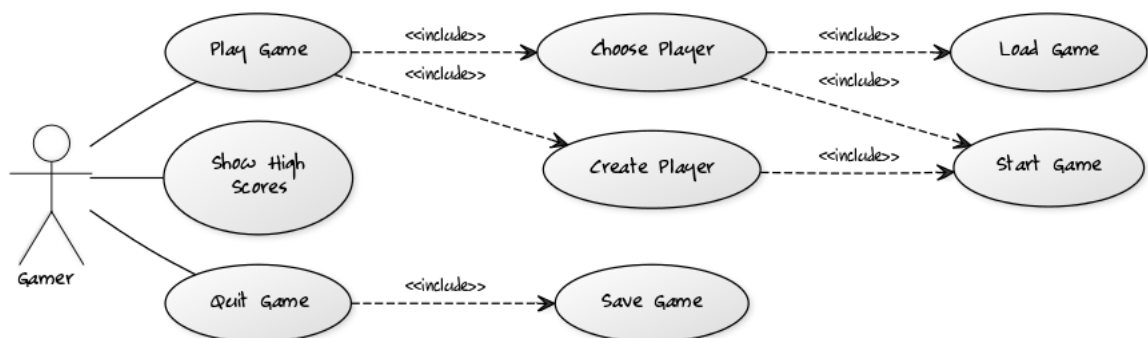 <<include>>
<<include>>
Play Game
Choose Player
Load Game
<<include>>
<<include>>
Show High
Scores
<<include>>
Create Player
Start Game
Gamer
<<include>>
Quit Game
Save Game